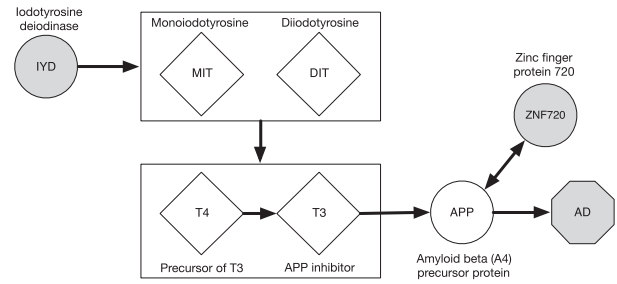 Iodotyrosine
deiodinase
IYD
Monoiodotyrosine
Diiodotyrosine
MIT
DIT
Zinc finger
protein 720
ZNF720
T4
T3
APP
AD
Precursor of T3
APP inhibitor
Amyloid beta (A4)
precursor protein